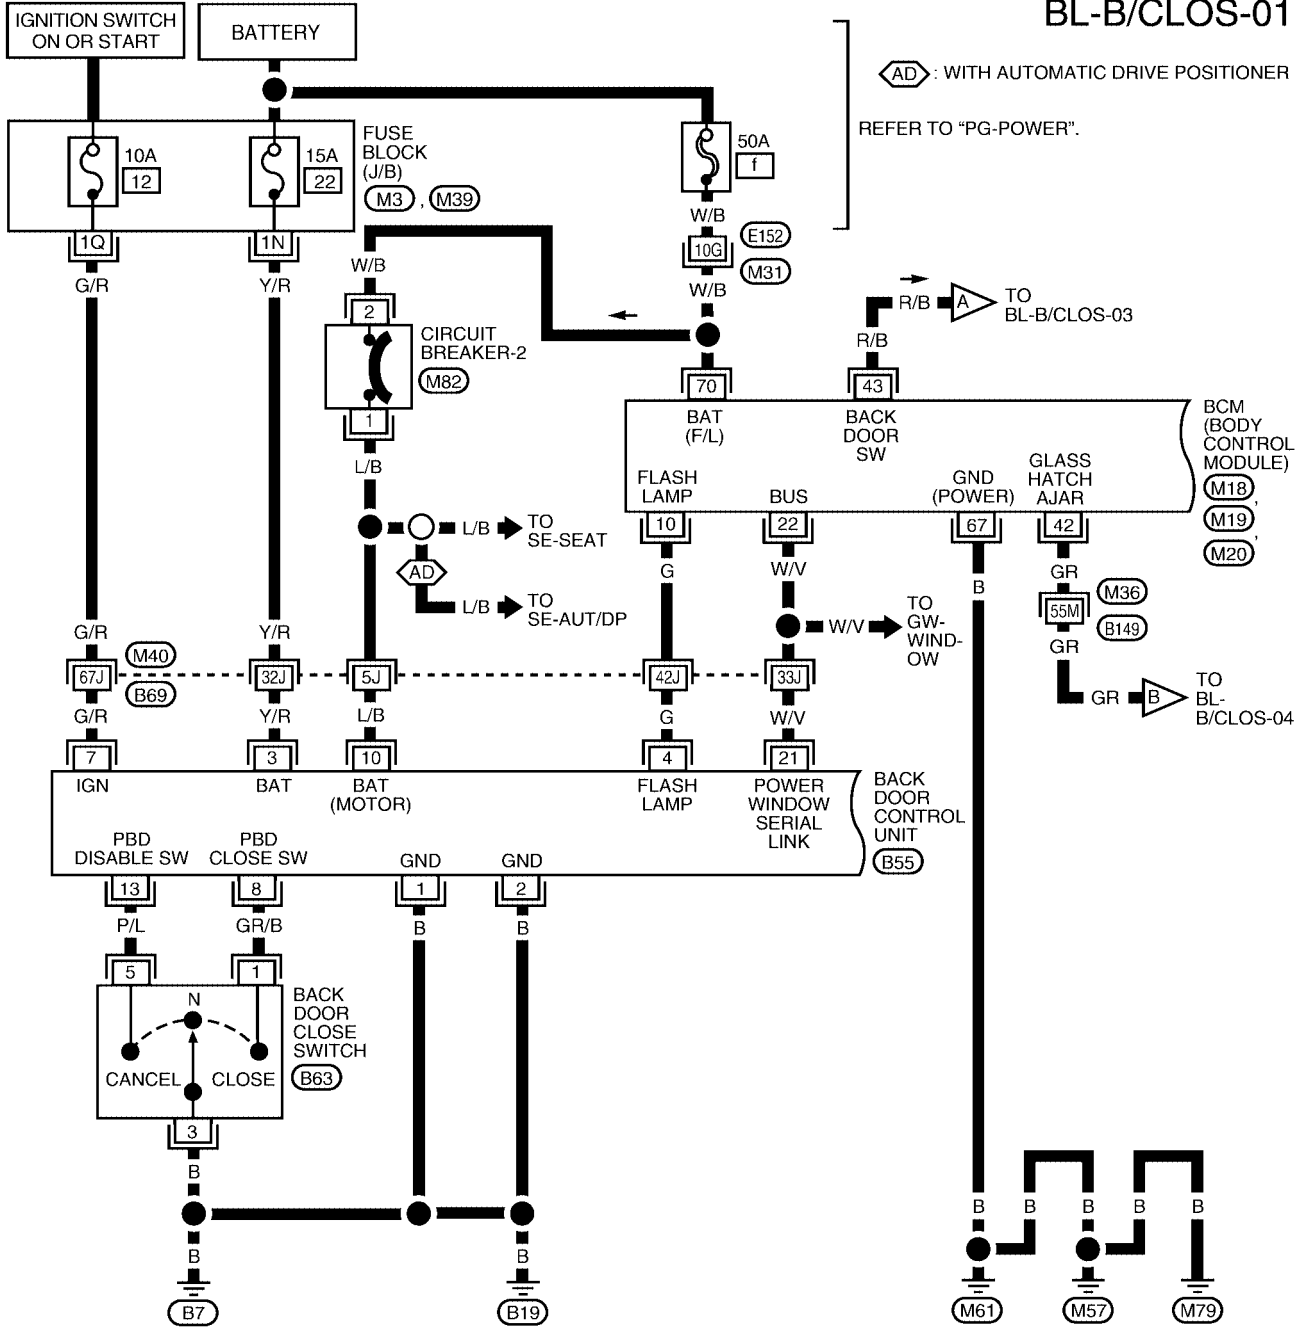 BL-B/CLOS-01
IGNITION SWITCH
ON OR START
BATTERY
AD : WITH AUTOMATIC DRIVE POSITIONER
REFER TO “PG-POWER”.
10A
12
15A
22
FUSE
BLOCK
(J/B)
M3 , M39
50A
f
W/B
1Q
1N
10G
E152
M31
G/R
Y/R
W/B
W/B
2
CIRCUIT
BREAKER-2
M82
1
L/B
R/B
A
TO
BL-B/CLOS-03
R/B
70
43
BAT
(F/L)
BACK
DOOR
SW
BCM
(BODY
CONTROL
MODULE)
M18 ,
M19 ,
M20
FLASH
LAMP
BUS
GND
(POWER)
GLASS
HATCH
AJAR
10
22
67
42
L/B
TO
SE-SEAT
AD
L/B
TO
SE-AUT/DP
G
W/V
B
GR
55M
M36
B149
GR
W/V
TO
GW-
WIND-
OW
GR
B
TO
BL-
B/CLOS-04
G/R
Y/R
M40
B69
67J
32J
5J
42J
33J
G/R
Y/R
L/B
G
W/V
7
3
10
4
21
IGN
BAT
BAT
(MOTOR)
FLASH
LAMP
POWER
WINDOW
SERIAL
LINK
BACK
DOOR
CONTROL
UNIT
B55
PBD
DISABLE SW
PBD
CLOSE SW
GND
GND
13
8
1
2
P/L
GR/B
B
B
5
1
N
CANCEL
CLOSE
BACK
DOOR
CLOSE
SWITCH
B63
3
B
B
B
B7
B19
B
B
B
B
B
M61
M57
M79